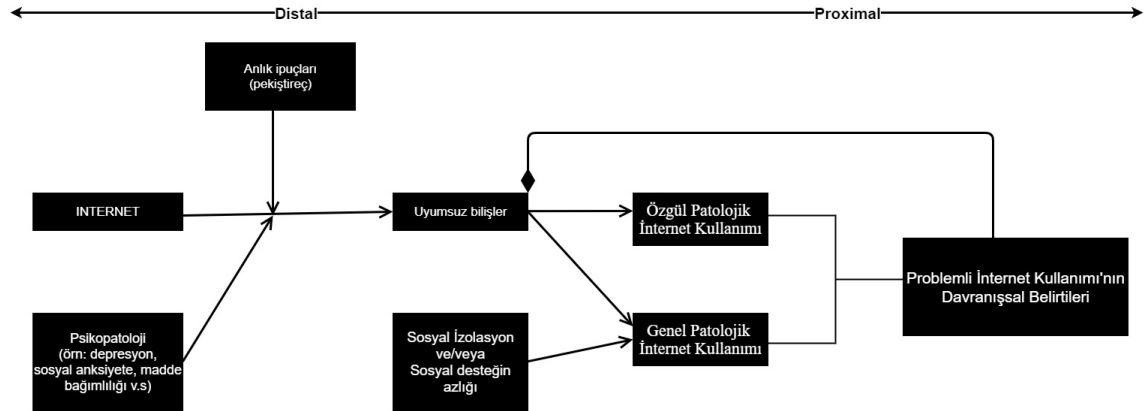 Distal
Proximal
Anlık ipuçları
(pekiştireç)
INTERNET
Uyumsuz bilişler
Özgül Patolojik
İnternet Kullanımı
Problemli İnternet Kullanımı'nın
Davranışsal Belirtileri
Psikopatoloji
(örn: depresyon,
sosyal anksiyete, madde
bağımlılığı v.s)
Sosyal İzolasyon
ve/veya
Sosyal desteğin
azlığı
Genel Patolojik
İnternet Kullanımı